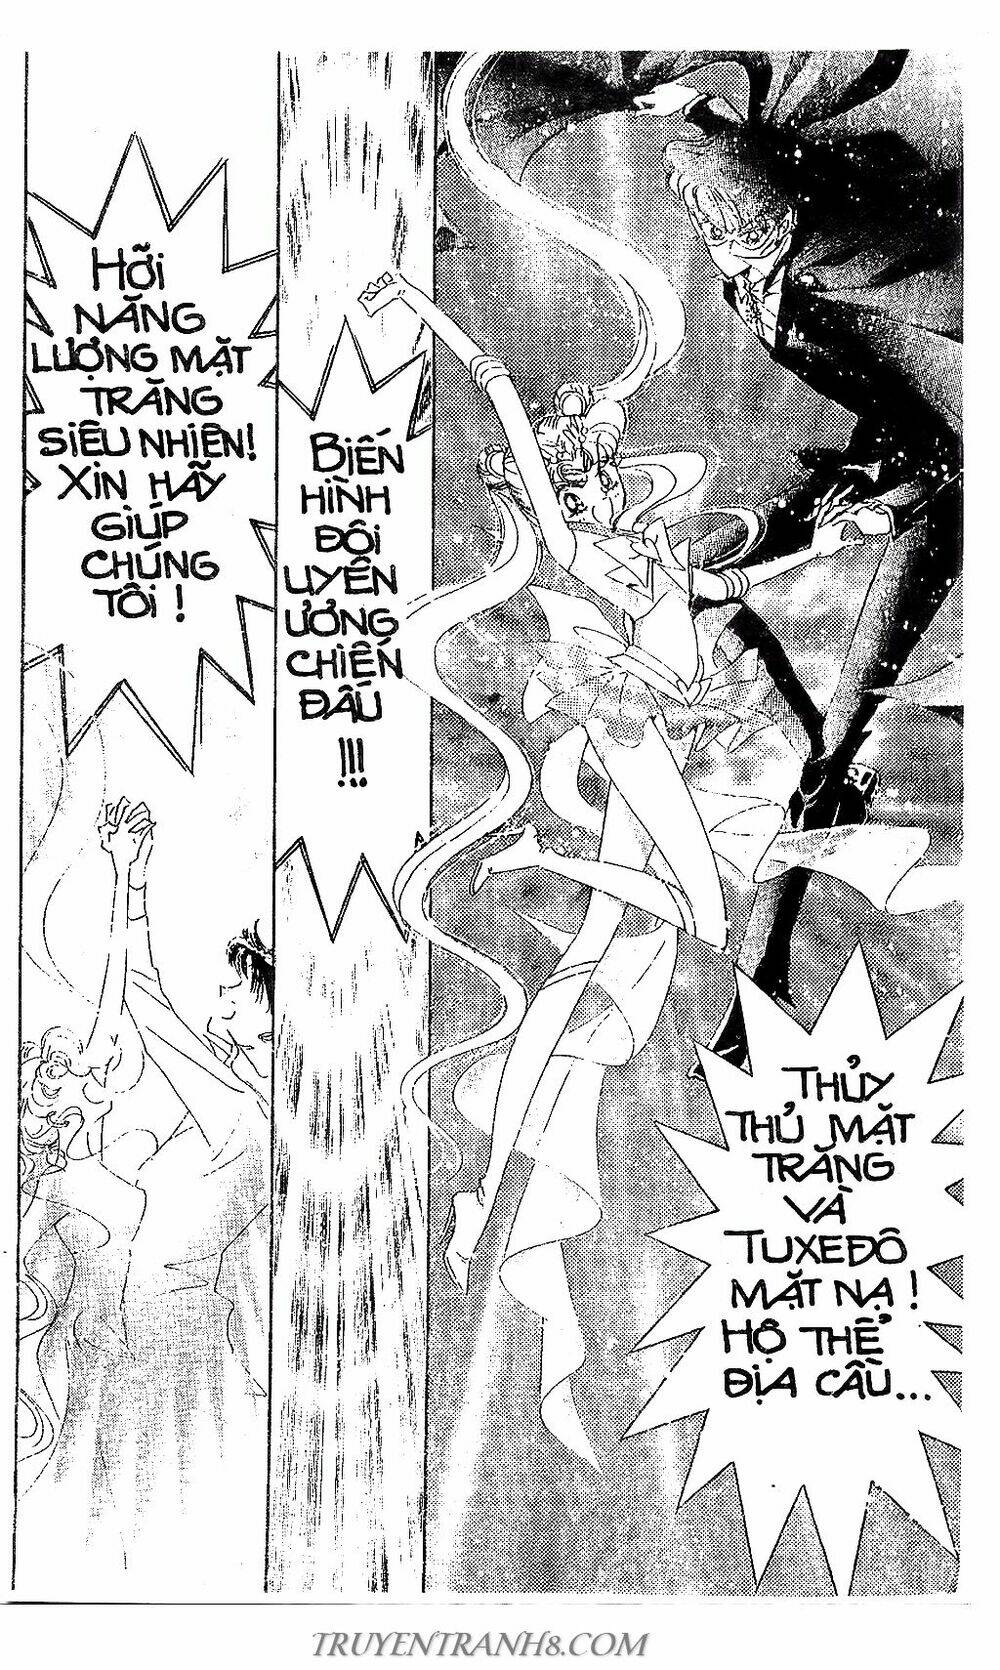 HỠI
NĂNG
LƯỢNG MẶT
TRĂNG
SIÊU NHIÊN!
XIN HÃY
GIÚP
CHÚNG
TÔI!
BIẾN
HÌNH
ĐÔI
UYÊN
ƯƠNG
CHIẾN
ĐẤU
!!!
THỦY
THỦ MẶT
TRĂNG
VÀ
TUXEĐÔ
MẶT NẠ!
HỘ THỂ
ĐỊA CẦU...
TRUYENTRANH8.COM